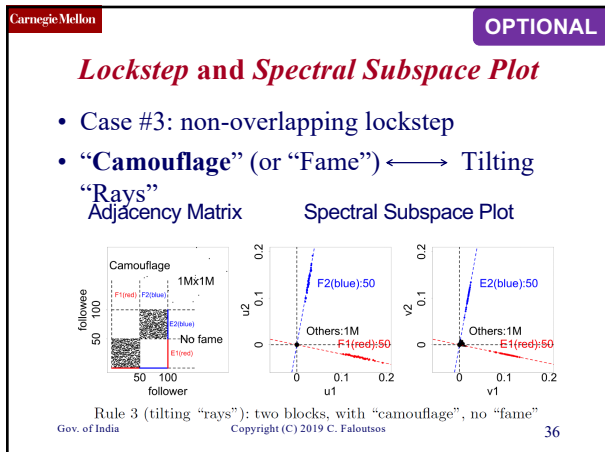 Carnegie Mellon
OPTIONAL
Lockstep and Spectral Subspace Plot
• Case #3: non-overlapping lockstep
• “Camouflage” (or “Fame”) ⟷ Tilting
“Rays”
Adjacency Matrix
Spectral Subspace Plot
Camouflage
1Mx1M
F1(red)
F2(blue)
E2(blue)
E1(red)
No fame
followee
50
100
50
100
follower
0.2
0.1
0
u2
F2(blue):50
Others:1M
F1(red):50
0
0.1
0.2
u1
0.2
0.1
0
v2
E2(blue):50
Others:1M
E1(red):50
0
0.1
0.2
v1
Rule 3 (tilting “rays”): two blocks, with “camouflage”, no “fame”
Gov. of India
Copyright (C) 2019 C. Faloutsos
36